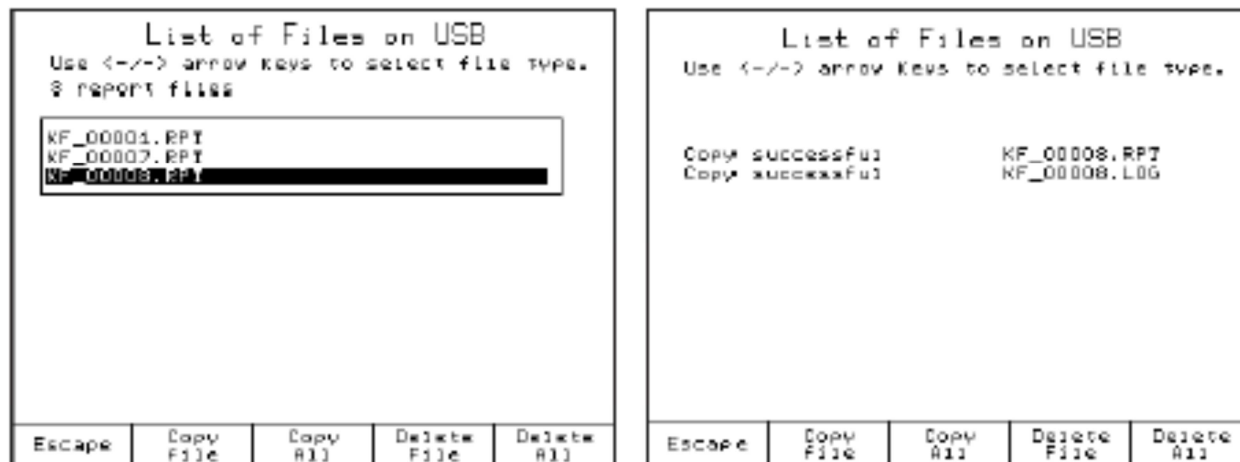 List of Files on USB
Use <-/-> arrow Keys to select file type.
3 report files
KF_00001.RPT
KF_00007.RPT
KF_00008.RPT
Escape
Copy File
Copy All
Delete File
Delete All
List of Files on USB
Use <-/-> arrow Keys to select file type.
Copy successful KF_00008.RPT
Copy successful KF_00008.LOG
Escape
Copy File
Copy All
Delete File
Delete All